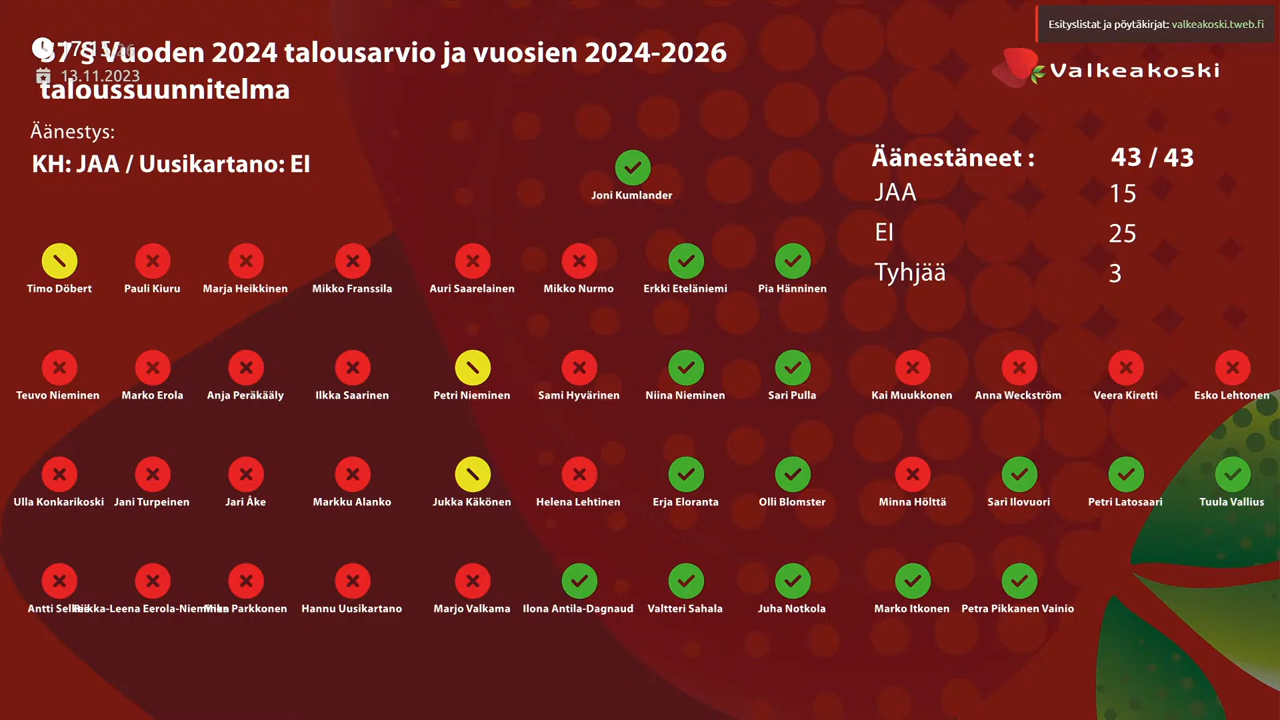 Esityslistat ja pöytäkirjat: valkeakoski.tweb.fi
§ Vuoden 2024 talousarvio ja vuosien 2024-2026
13.11.2023
taloussuunnitelma
Valkeakoski
Äänestys:
KH: JAA / Uusikartano: EI
Äänestäneet : 43 / 43
JAA 15
EI 25
Tyhjää 3
Joni Kumlander
Timo Döbert Pauli Kiuru Marja Heikkinen Mikko Franssila Auri Saarelainen Mikko Nurmo Erkki Eteläniemi Pia Hänninen
Teuvo Nieminen Marko Erola Anja Peräkääly Ilkka Saarinen Petri Nieminen Sami Hyvärinen Niina Nieminen Sari Pulla Kai Muukkonen Anna Weckström Veera Kiretti Esko Lehtonen
Ulla Konkarikoski Jani Turpeinen Jari Åke Markku Alanko Jukka Käkönen Helena Lehtinen Erja Eloranta Olli Blomster Minna Hölttä Sari Ilovuori Petri Latosaari Tuula Vallius
Antti Parkkonen Hannu Uusikartano Marjo Valkama Ilona Antila-Dagnaud Valtteri Sahala Juha Notkola Marko Itkonen Petra Pikkanen Vainio